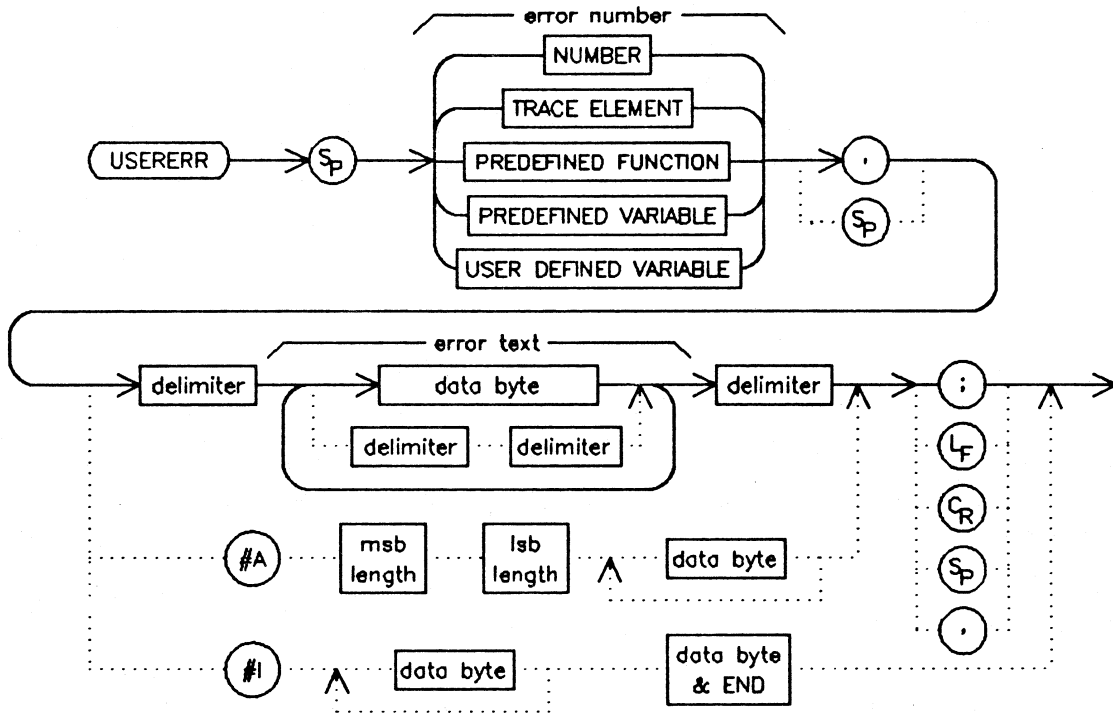 error number
NUMBER
TRACE ELEMENT
USERERR
SP
PREDEFINED FUNCTION
,
PREDEFINED VARIABLE
SP
USER DEFINED VARIABLE
error text
delimiter
data byte
delimiter
;
delimiter
delimiter
LF
CR
#A
msb
length
lsb
length
data byte
SP
,
#I
data byte
data byte
& END